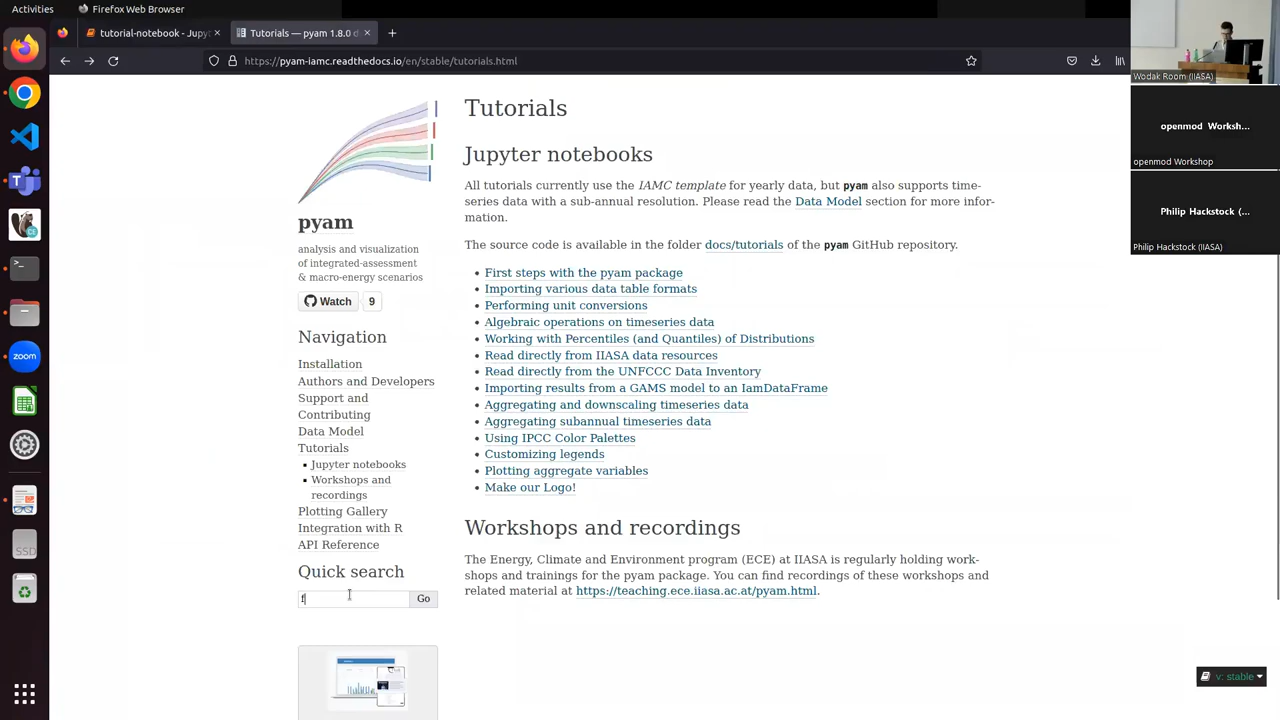 Activities
Firefox Web Browser
tutorial-notebook - Jupyt
Tutorials — pyam 1.8.0 d
https://pyam-iamc.readthedocs.io/en/stable/tutorials.html
Wodak Room (IIASA)
openmod Worksh...
openmod Workshop
Philip Hackstock (...
Philip Hackstock (IIASA)
pyam
analysis and visualization
of integrated-assessment
& macro-energy scenarios
Watch 9
Navigation
Installation
Authors and Developers
Support and
Contributing
Data Model
Tutorials
Jupyter notebooks
Workshops and
recordings
Plotting Gallery
Integration with R
API Reference
Quick search
f
Go
Tutorials
Jupyter notebooks
All tutorials currently use the IAMC template for yearly data, but pyam also supports time-
series data with a sub-annual resolution. Please read the Data Model section for more infor-
mation.
The source code is available in the folder docs/tutorials of the pyam GitHub repository.
• First steps with the pyam package
• Importing various data table formats
• Performing unit conversions
• Algebraic operations on timeseries data
• Working with Percentiles (and Quantiles) of Distributions
• Read directly from IIASA data resources
• Read directly from the UNFCCC Data Inventory
• Importing results from a GAMS model to an IamDataFrame
• Aggregating and downscaling timeseries data
• Aggregating subannual timeseries data
• Using IPCC Color Palettes
• Customizing legends
• Plotting aggregate variables
• Make our Logo!
Workshops and recordings
The Energy, Climate and Environment program (ECE) at IIASA is regularly holding work-
shops and trainings for the pyam package. You can find recordings of these workshops and
related material at https://teaching.ece.iiasa.ac.at/pyam.html.
v: stable
zoom
SSD